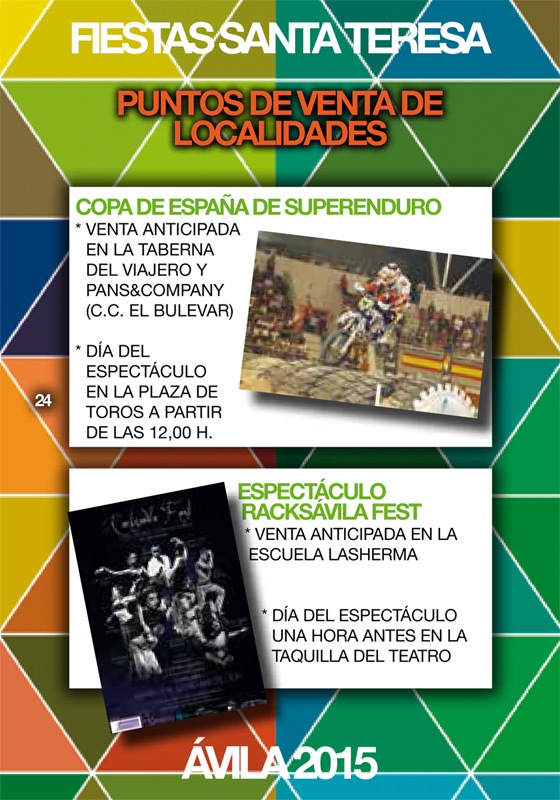 FIESTAS SANTA TERESA
PUNTOS DE VENTA DE
LOCALIDADES
COPA DE ESPAÑA DE SUPERENDURO
* VENTA ANTICIPADA
EN LA TABERNA
DEL VIAJERO Y
PANS&COMPANY
(C.C. EL BULEVAR)
* DÍA DEL
ESPECTÁCULO
EN LA PLAZA DE
TOROS A PARTIR
DE LAS 12,00 H.
24
ESPECTÁCULO
RACKSÁVILA FEST
* VENTA ANTICIPADA EN LA
ESCUELA LASHERMA
* DÍA DEL ESPECTÁCULO
UNA HORA ANTES EN LA
TAQUILLA DEL TEATRO
ÁVILA 2015